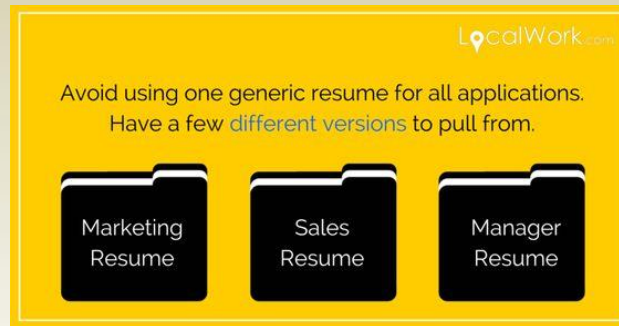 LocalWork.com
Avoid using one generic resume for all applications.
Have a few different versions to pull from.
Marketing
Resume
Sales
Resume
Manager
Resume